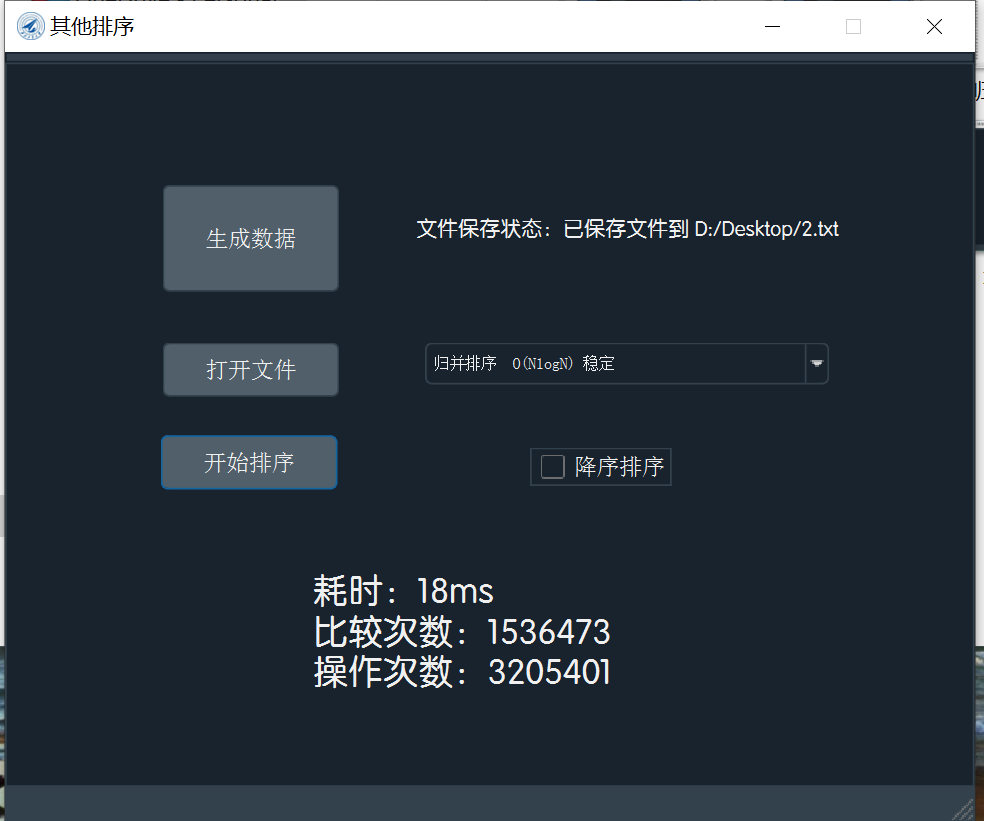 其他排序
生成数据
文件保存状态：已保存文件到 D:/Desktop/2.txt
打开文件
归并排序 O(NlogN) 稳定
开始排序
降序排序
耗时：18ms
比较次数：1536473
操作次数：3205401